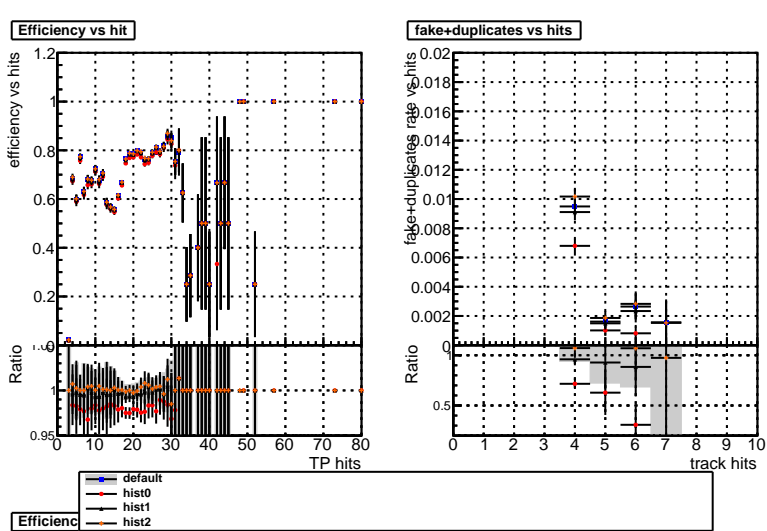 Efficiency vs hit
fake+duplicates vs hits
efficiency vs hits
1.2
1
0.8
0.6
0.4
0.2
0
fake+duplicates rate vs hits
0.02
0.018
0.016
0.014
0.012
0.01
0.008
0.006
0.004
0.002
0
Ratio
1
0.95
0 10 20 30 40 50 60 70 80
TP hits
Ratio
1
0.5
0 1 2 3 4 5 6 7 8 9 10
track hits
default
hist0
hist1
hist2
Efficienc